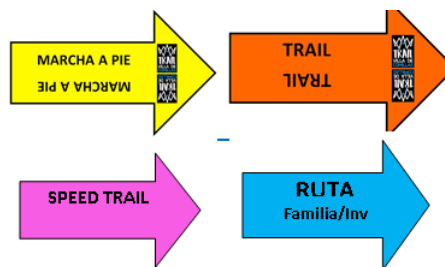 MARCHA A PIE
MARCHA A PIE
TRAIL
TRAIL
SPEED TRAIL
RUTA
Familia/Inv